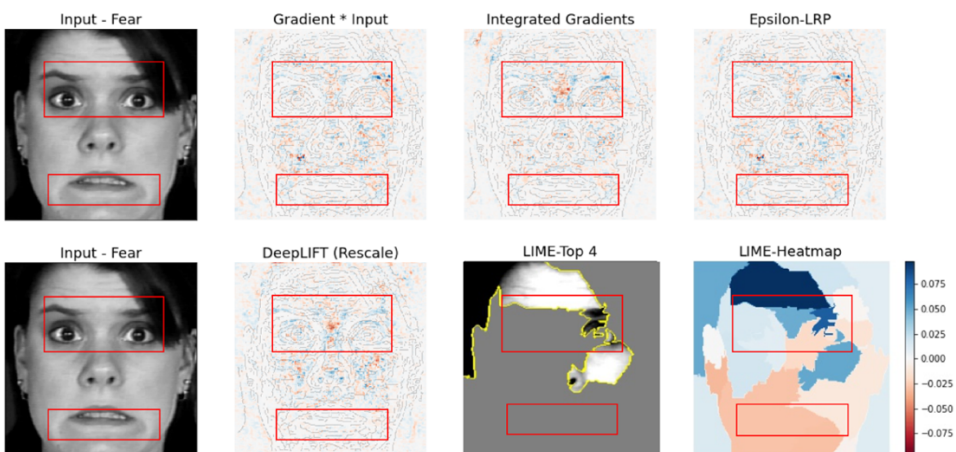 Input - Fear
Gradient * Input
Integrated Gradients
Epsilon-LRP
Input - Fear
DeepLIFT (Rescale)
LIME-Top 4
LIME-Heatmap
0.075
0.050
0.025
0.000
−0.025
−0.050
−0.075